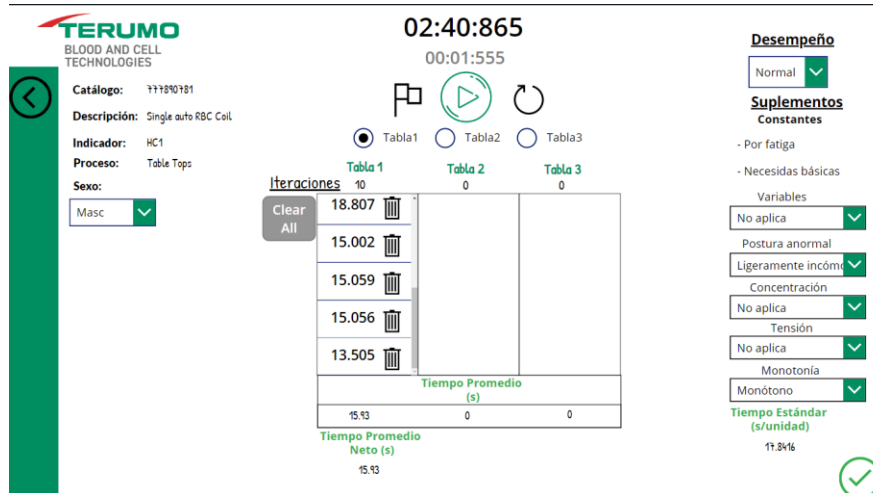 TERUMO
BLOOD AND CELL
TECHNOLOGIES
Catálogo: 777890781
Descripción: Single auto RBC Coil
Indicador: HC1
Proceso: Table Tops
Sexo:
Masc
02:40:865
00:01:555
Tabla1 Tabla2 Tabla3
Tabla 1 Tabla 2 Tabla 3
Iteraciones 10 0 0
Clear
All
18.807
15.002
15.059
15.056
13.505
Tiempo Promedio
(s)
15.93 0 0
Tiempo Promedio
Neto (s)
15.93
Desempeño
Normal
Suplementos
Constantes
- Por fatiga
- Necesidas básicas
Variables
No aplica
Postura anormal
Ligeramente incómo
Concentración
No aplica
Tensión
No aplica
Monotonía
Monótono
Tiempo Estándar
(s/unidad)
17.8416